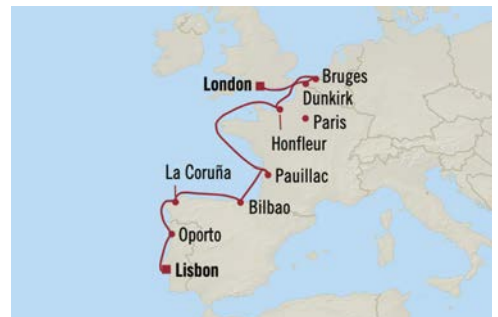 Bruges
London
Dunkirk
Paris
Honfleur
La Coruña
Pauillac
Bilbao
Oporto
Lisbon